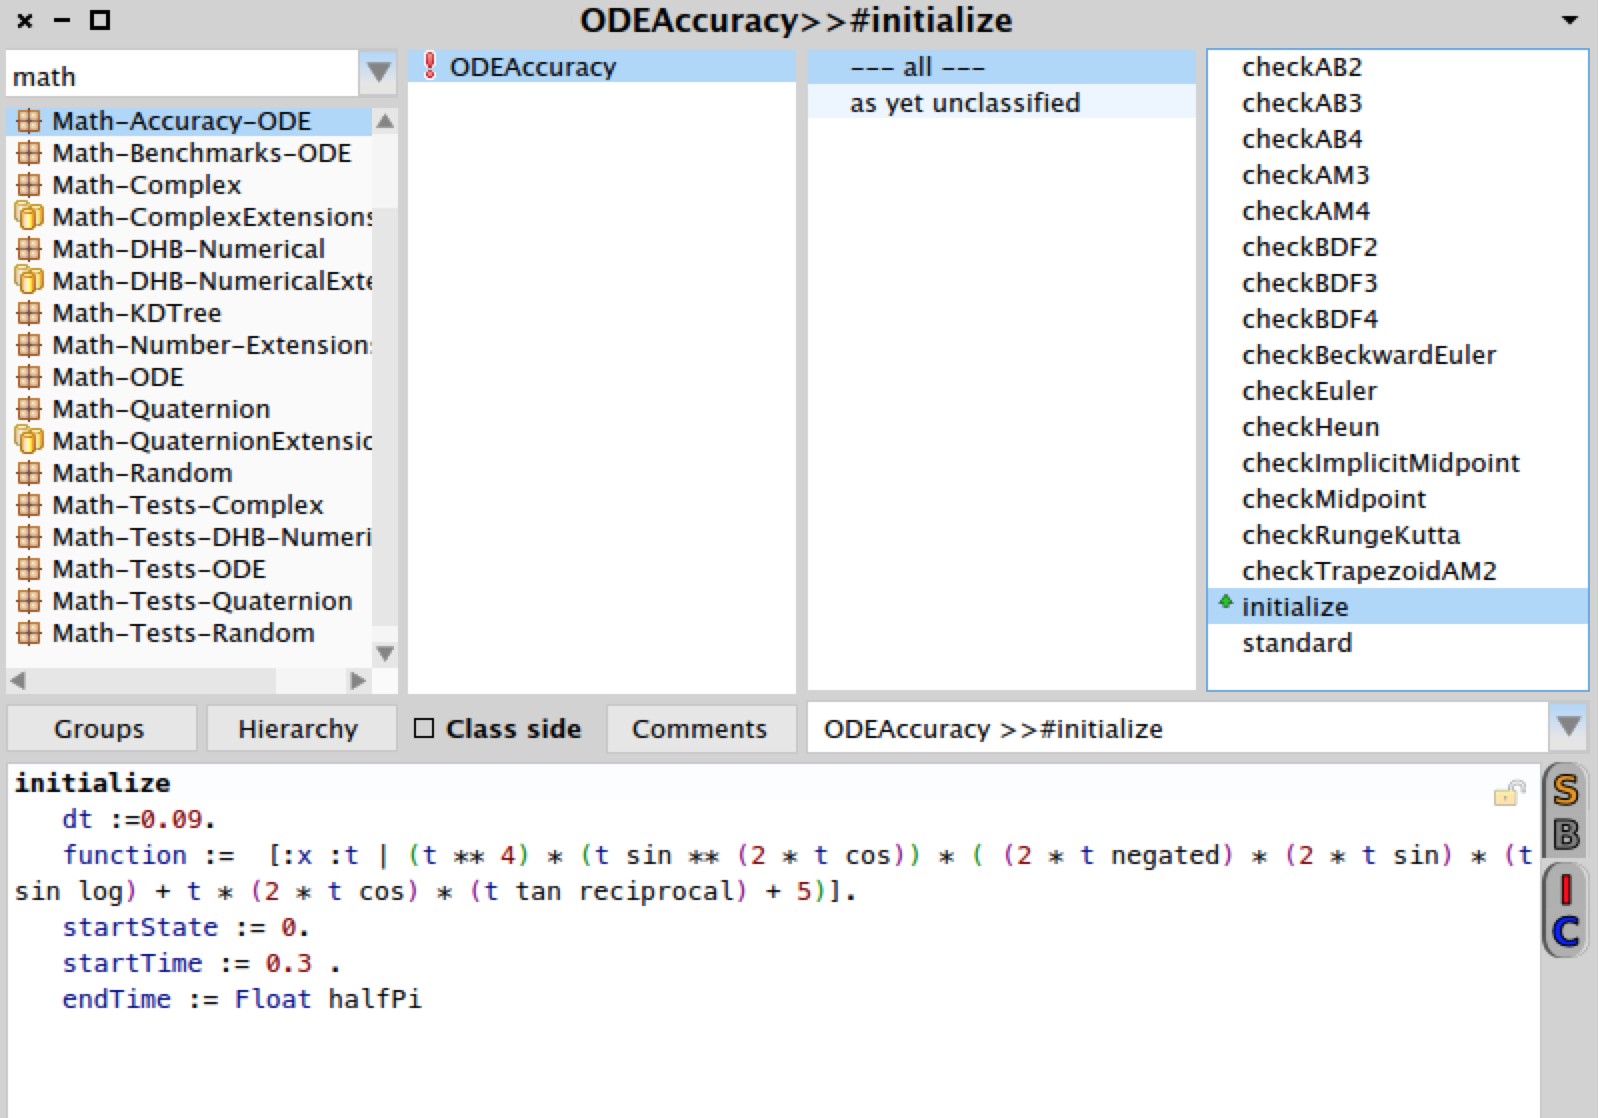 ODEAccuracy>>#initialize
math
Math-Accuracy-ODE
Math-Benchmarks-ODE
Math-Complex
Math-ComplexExtensions
Math-DHB-Numerical
Math-DHB-NumericalExte
Math-KDTree
Math-Number-Extension
Math-ODE
Math-Quaternion
Math-QuaternionExtensic
Math-Random
Math-Tests-Complex
Math-Tests-DHB-Numeri
Math-Tests-ODE
Math-Tests-Quaternion
Math-Tests-Random
ODEAccuracy
--- all ---
as yet unclassified
checkAB2
checkAB3
checkAB4
checkAM3
checkAM4
checkBDF2
checkBDF3
checkBDF4
checkBeckwardEuler
checkEuler
checkHeun
checkImplicitMidpoint
checkMidpoint
checkRungeKutta
checkTrapezoidAM2
initialize
standard
Groups
Hierarchy
Class side
Comments
ODEAccuracy >>#initialize
initialize
dt :=0.09.
function := [:x :t | (t ** 4) * (t sin ** (2 * t cos)) * ( (2 * t negated) * (2 * t sin) * (t
sin log) + t * (2 * t cos) * (t tan reciprocal) + 5)].
startState := 0.
startTime := 0.3 .
endTime := Float halfPi
S
B
I
C